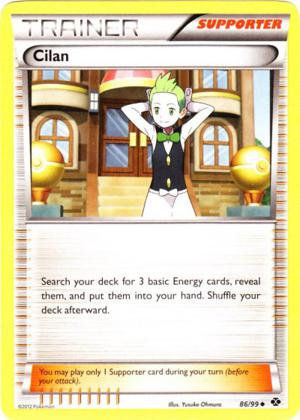 TRAINER SUPPORTER
Cilan
Search your deck for 3 basic Energy cards, reveal
them, and put them into your hand. Shuffle your
deck afterward.
You may play only 1 Supporter card during your turn (before
your attack).
©2012 Pokémon Illus. Yusuke Ohmura 86/99 ◆